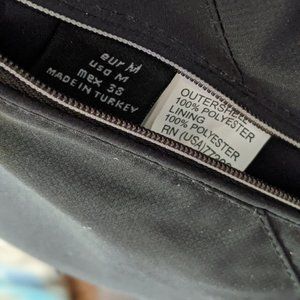 eur M
usa M
mex 38
MADE IN TURKEY
OUTERSHELL
100% POLYESTER
LINING
100% POLYESTER
RN (USA)